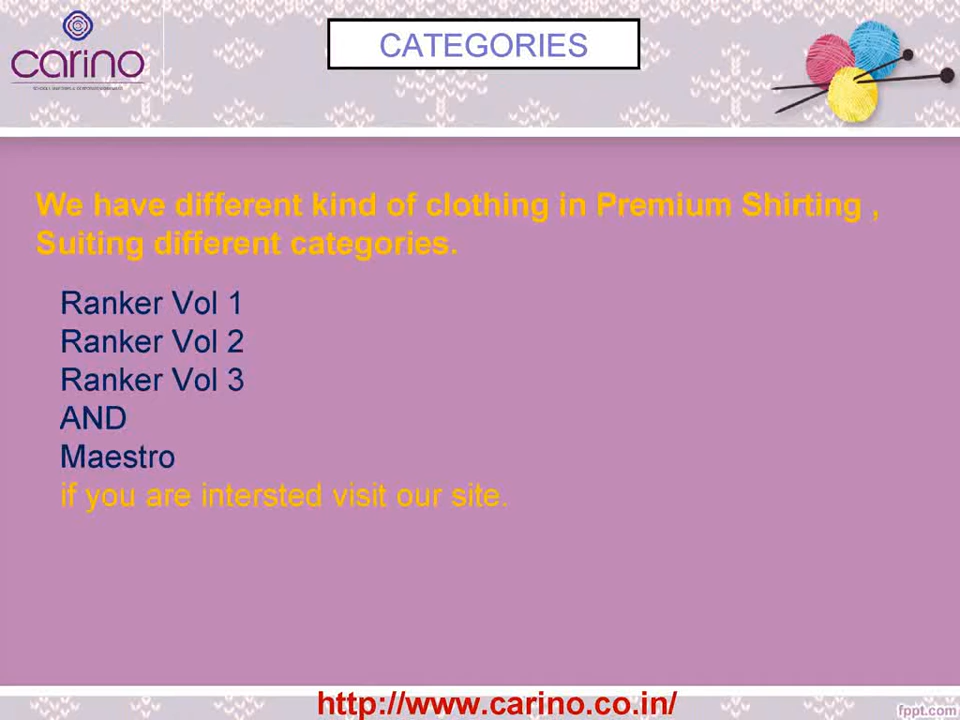 carino
CATEGORIES
We have different kind of clothing in Premium Shirting ,
Suiting different categories.
Ranker Vol 1
Ranker Vol 2
Ranker Vol 3
AND
Maestro
if you are intersted visit our site.
http://www.carino.co.in/
fppt.com